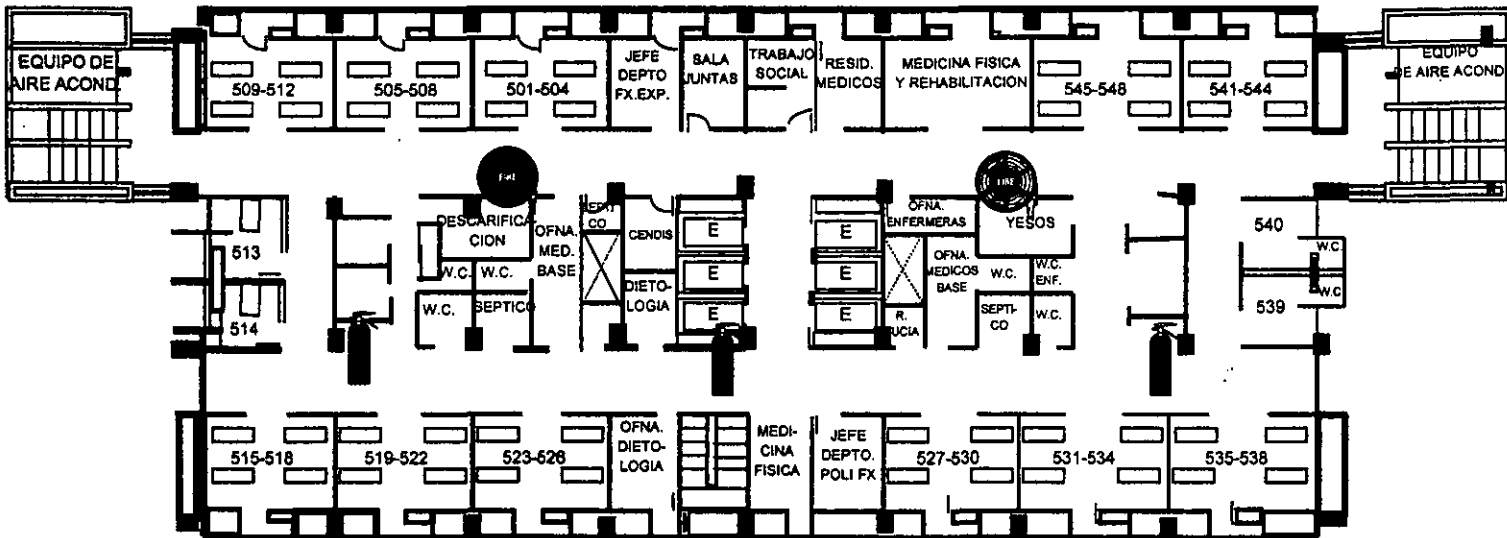 EQUIPO DE
AIRE ACOND.
509-512
505-508
501-504
JEFE
DEPTO
FX.EXP.
SALA
JUNTAS
TRABAJO
SOCIAL
RESID.
MEDICOS
MEDICINA FISICA
Y REHABILITACION
545-548
541-544
EQUIPO
DE AIRE ACOND.
513
514
DESCARIFICA-
CION
W.C.
W.C.
W.C.
SEPTICO
OFNA.
MED.
BASE
CENDIS
DIETO-
LOGIA
E
E
E
E
E
E
OFNA.
ENFERMERAS
OFNA.
MEDICOS
BASE
R.
YESOS
W.C.
W.C.
ENF.
SEPTI-
CO
W.C.
540
W.C.
W.C
539
515-518
519-522
523-526
OFNA.
DIETO-
LOGIA
MEDI-
CINA
FISICA
JEFE
DEPTO.
POLI FX
527-530
531-534
535-538